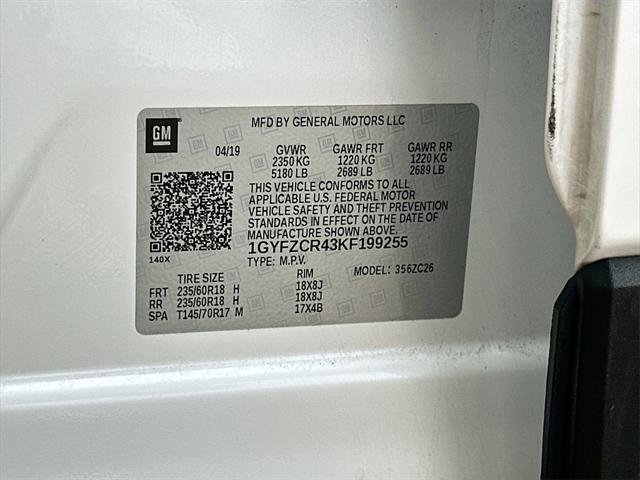 GM
MFD BY GENERAL MOTORS LLC
04/19 GVWR GAWR FRT GAWR RR
2350 KG 1220 KG 1220 KG
5180 LB 2689 LB 2689 LB
THIS VEHICLE CONFORMS TO ALL
APPLICABLE U.S. FEDERAL MOTOR
VEHICLE SAFETY AND THEFT PREVENTION
STANDARDS IN EFFECT ON THE DATE OF
MANUFACTURE SHOWN ABOVE.
140X 1GYFZCR43KF199255
TYPE: M.P.V.
TIRE SIZE RIM MODEL: 356ZC26
FRT 235/60R18 H 18X8J
RR 235/60R18 H 18X8J
SPA T145/70R17 M 17X4B